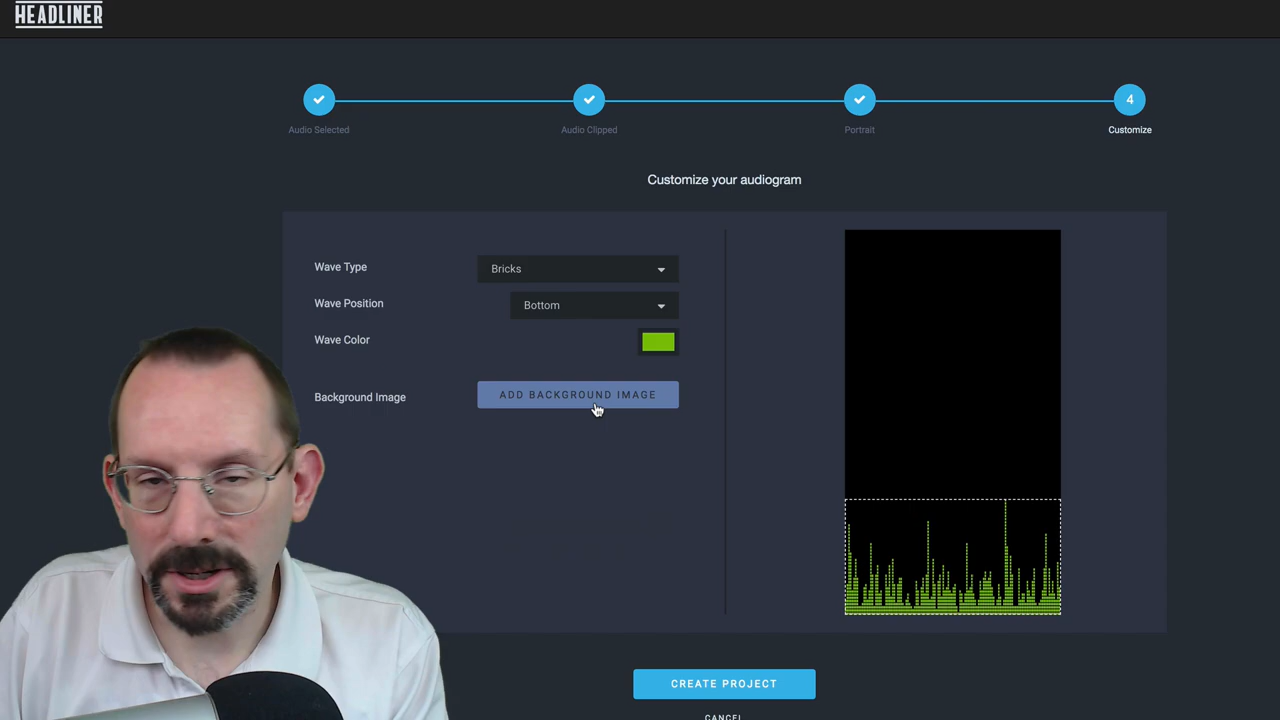 HEADLINER
4
Audio Selected
Audio Clipped
Portrait
Customize
Customize your audiogram
Wave Type
Bricks
Wave Position
Bottom
Wave Color
Background Image
ADD BACKGROUND IMAGE
CREATE PROJECT
CANCEL